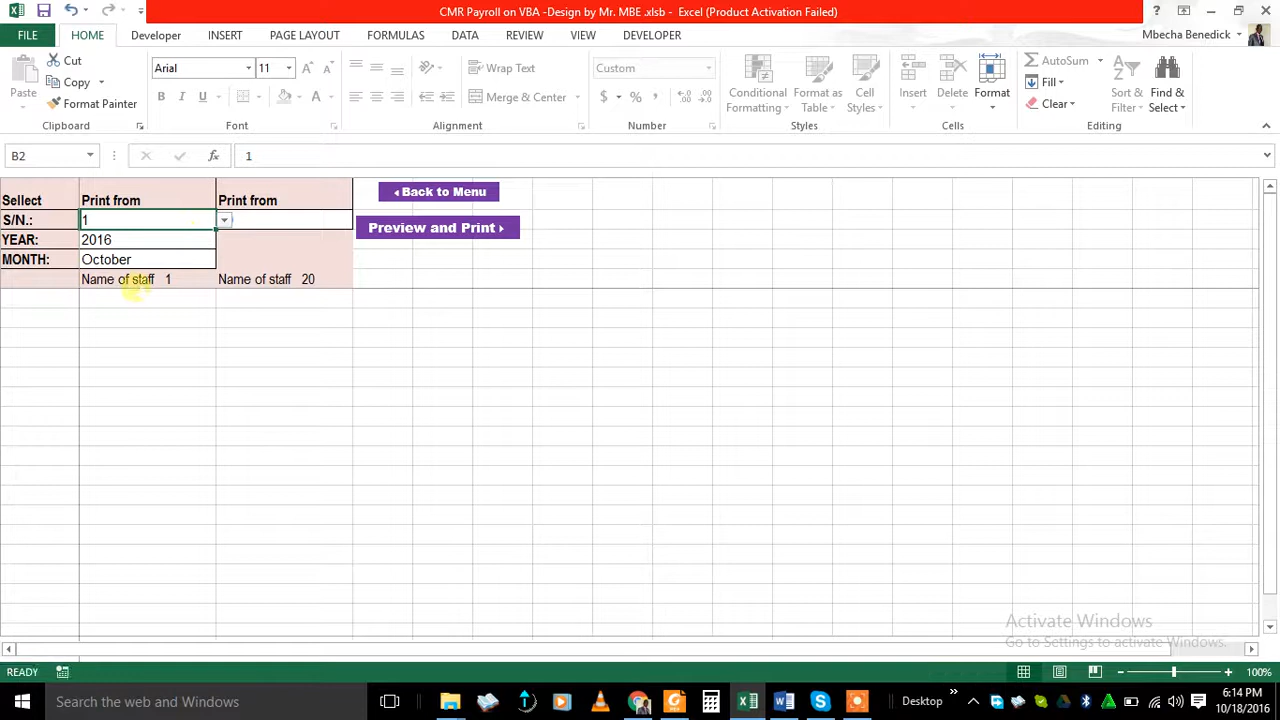 CMR Payroll on VBA -Design by Mr. MBE .xlsb - Excel (Product Activation Failed)
FILE HOME Developer INSERT PAGE LAYOUT FORMULAS DATA REVIEW VIEW DEVELOPER Mbecha Benedick
Paste Cut Copy Format Painter
Clipboard
Arial 11
B I U A
Font
Wrap Text
Merge & Center
Alignment
Custom
$ % ,
Number
Conditional Formatting
Format as Table
Cell Styles
Styles
Insert Delete Format
Cells
AutoSum
Fill
Clear
Sort & Filter
Find & Select
Editing
B2 fx 1
Sellect Print from Print from
S/N.: 1
YEAR: 2016
MONTH: October
Name of staff 1 Name of staff 20
Back to Menu
Preview and Print
Activate Windows
Go to Settings to activate Windows.
READY 100%
Search the web and Windows
Desktop
6:14 PM
10/18/2016